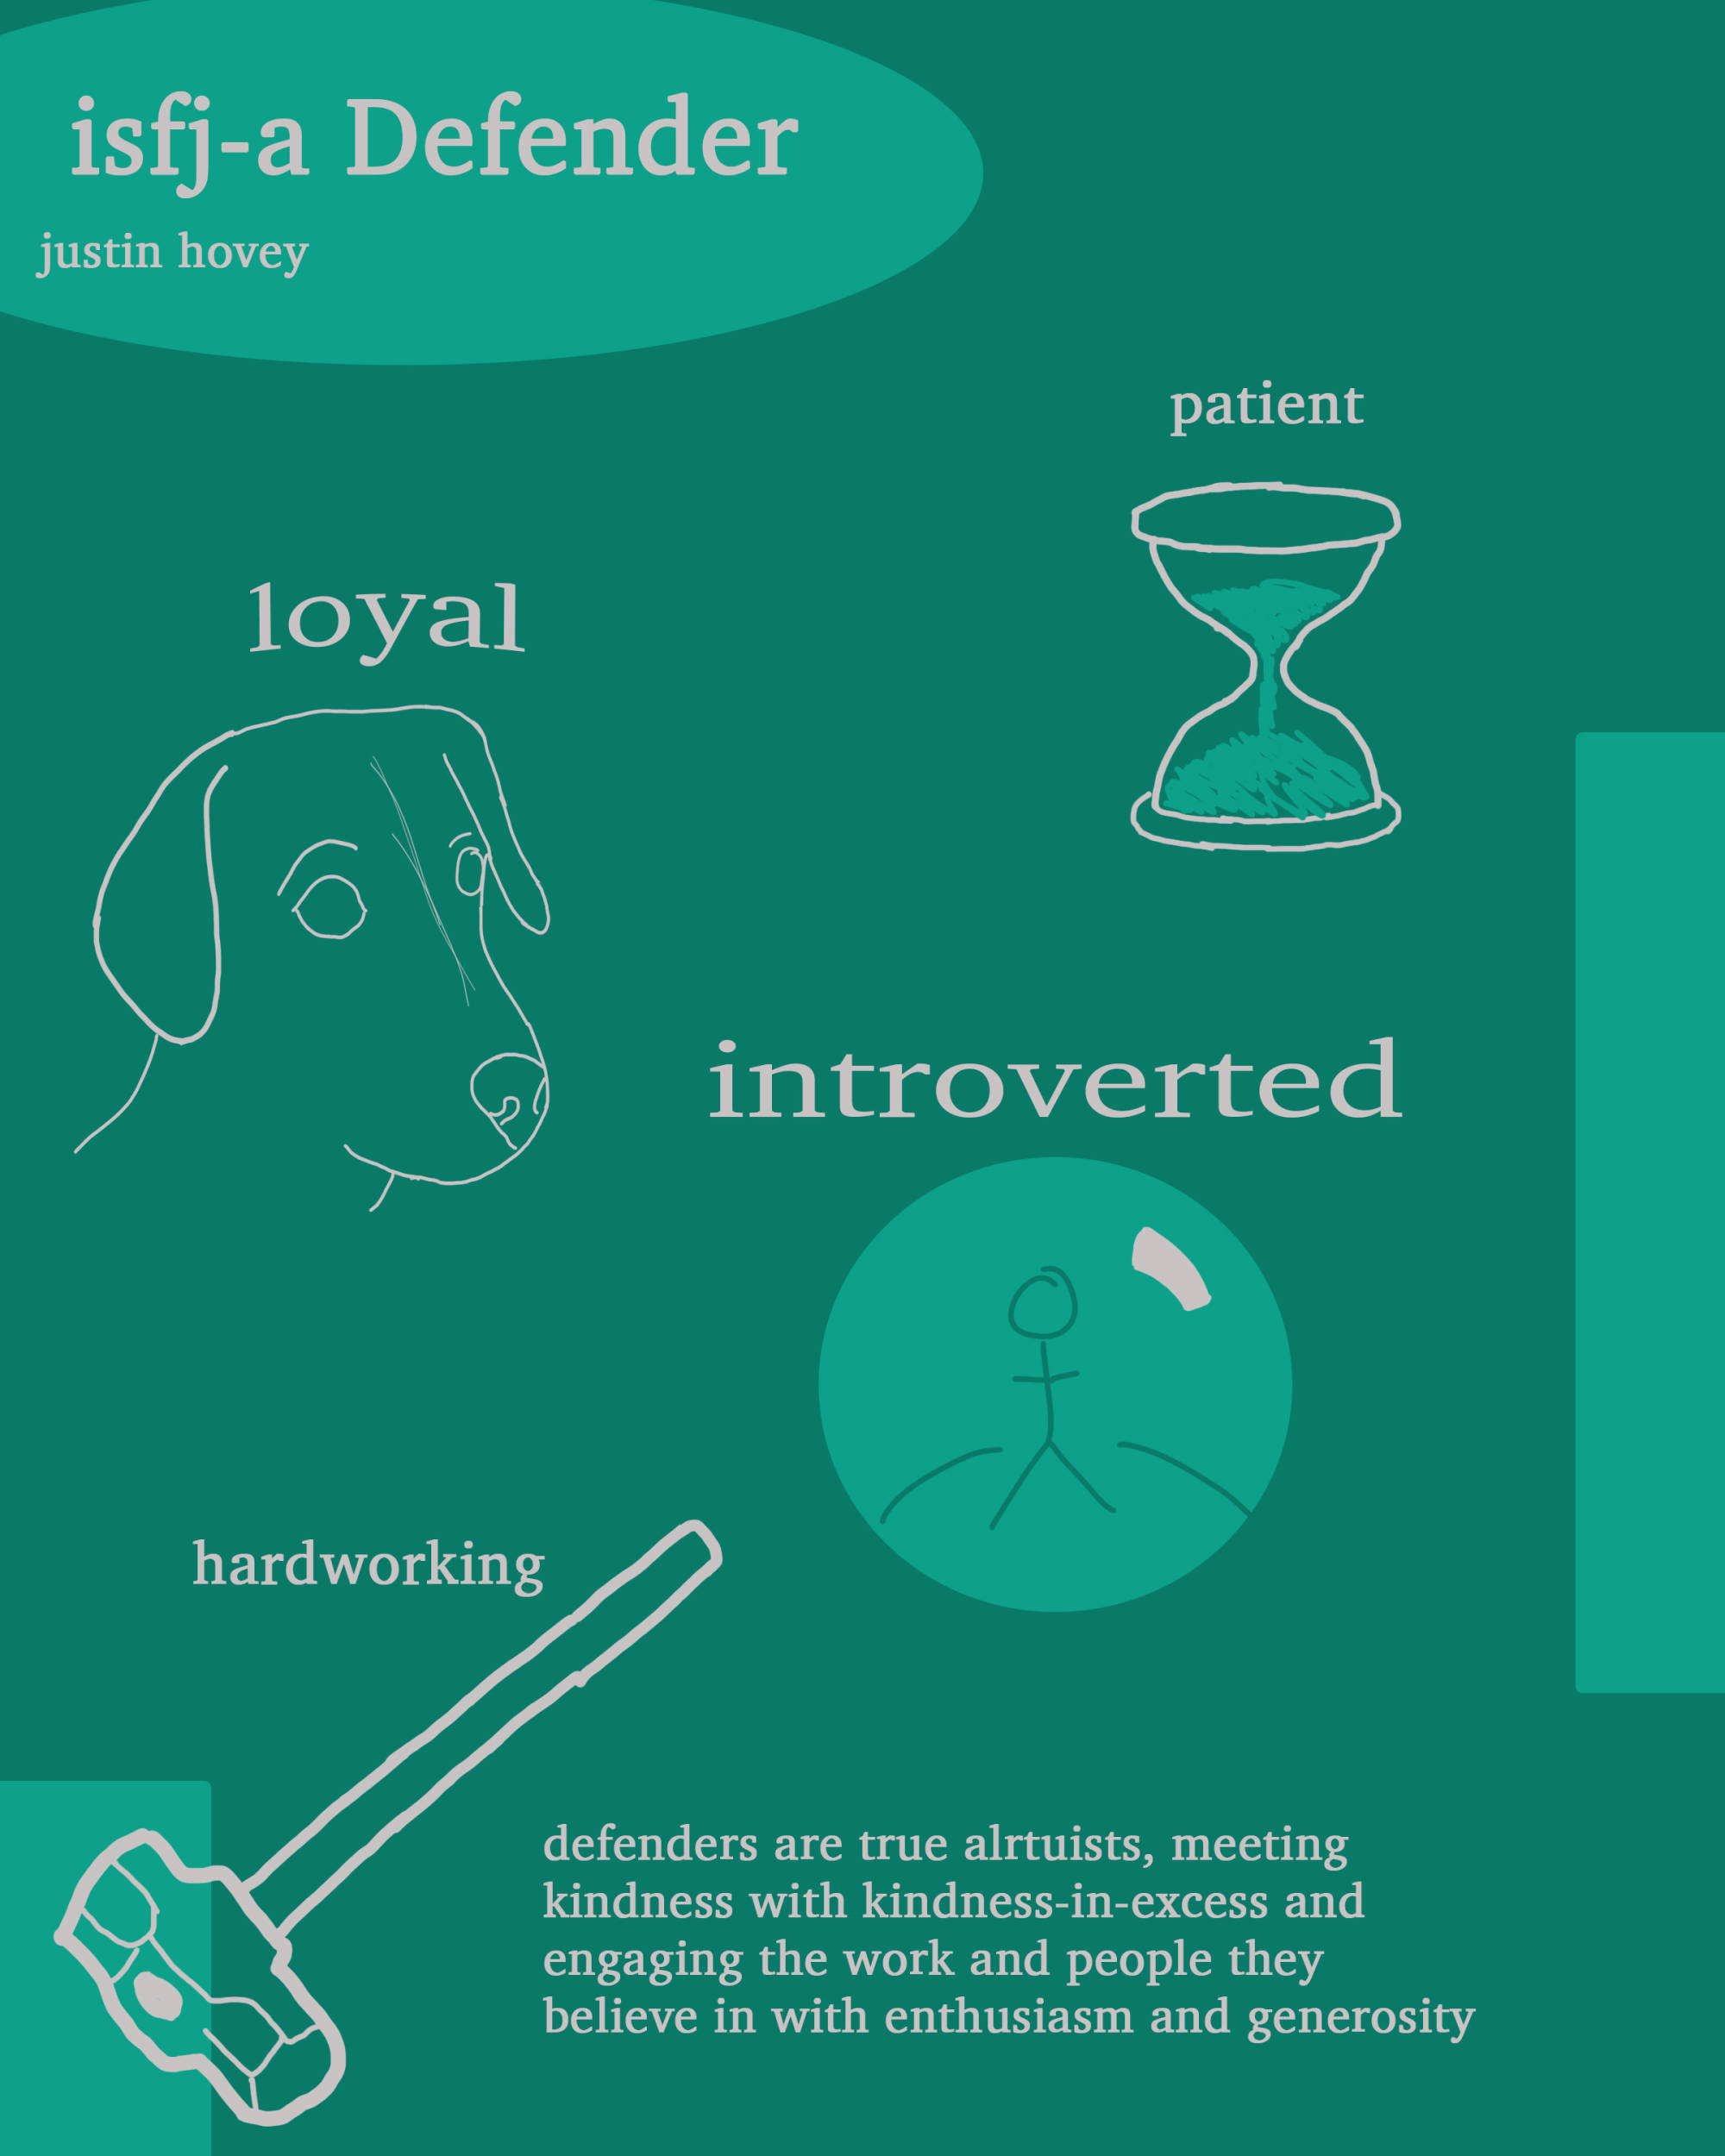 isfj-a Defender
justin hovey
patient
loyal
introverted
hardworking
defenders are true alrtuists, meeting
kindness with kindness-in-excess and
engaging the work and people they
believe in with enthusiasm and generosity